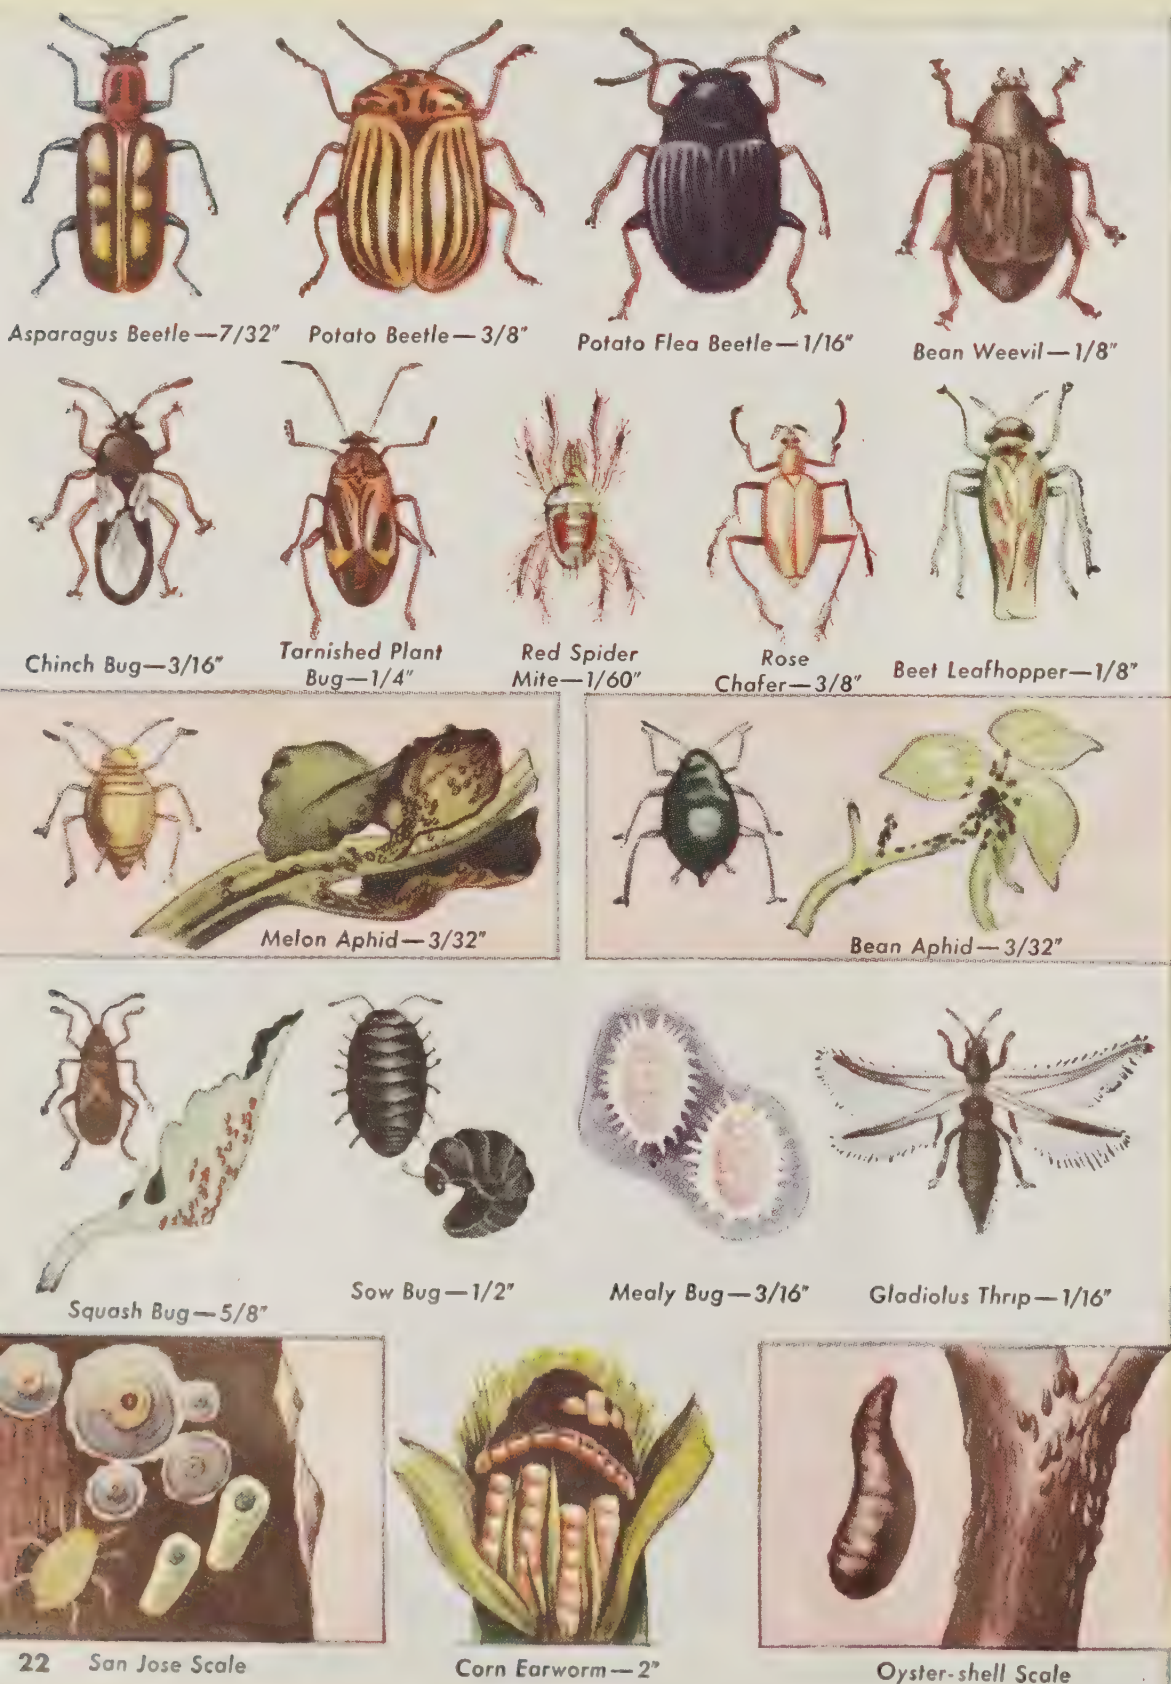 Asparagus Beetle—7/32"
Potato Beetle—3/8"
Potato Flea Beetle—1/16"
Bean Weevil—1/8"
Chinch Bug—3/16"
Tarnished Plant
Bug—1/4"
Red Spider
Mite—1/60"
Rose
Chafer—3/8"
Beet Leafhopper—1/8"
Melon Aphid—3/32"
Bean Aphid—3/32"
Squash Bug—5/8"
Sow Bug—1/2"
Mealy Bug—3/16"
Gladiolus Thrip—1/16"
22 San Jose Scale
Corn Earworm—2"
Oyster-shell Scale